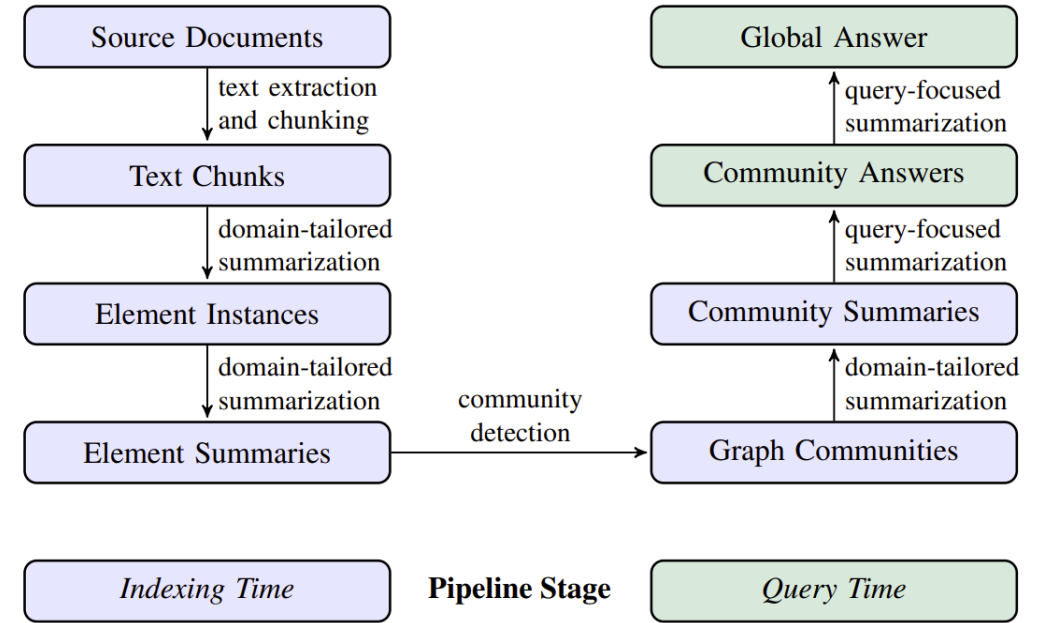 Source Documents
text extraction
and chunking
Text Chunks
domain-tailored
summarization
Element Instances
domain-tailored
summarization
Element Summaries
community
detection
Graph Communities
domain-tailored
summarization
Community Summaries
query-focused
summarization
Community Answers
query-focused
summarization
Global Answer
Indexing Time
Pipeline Stage
Query Time